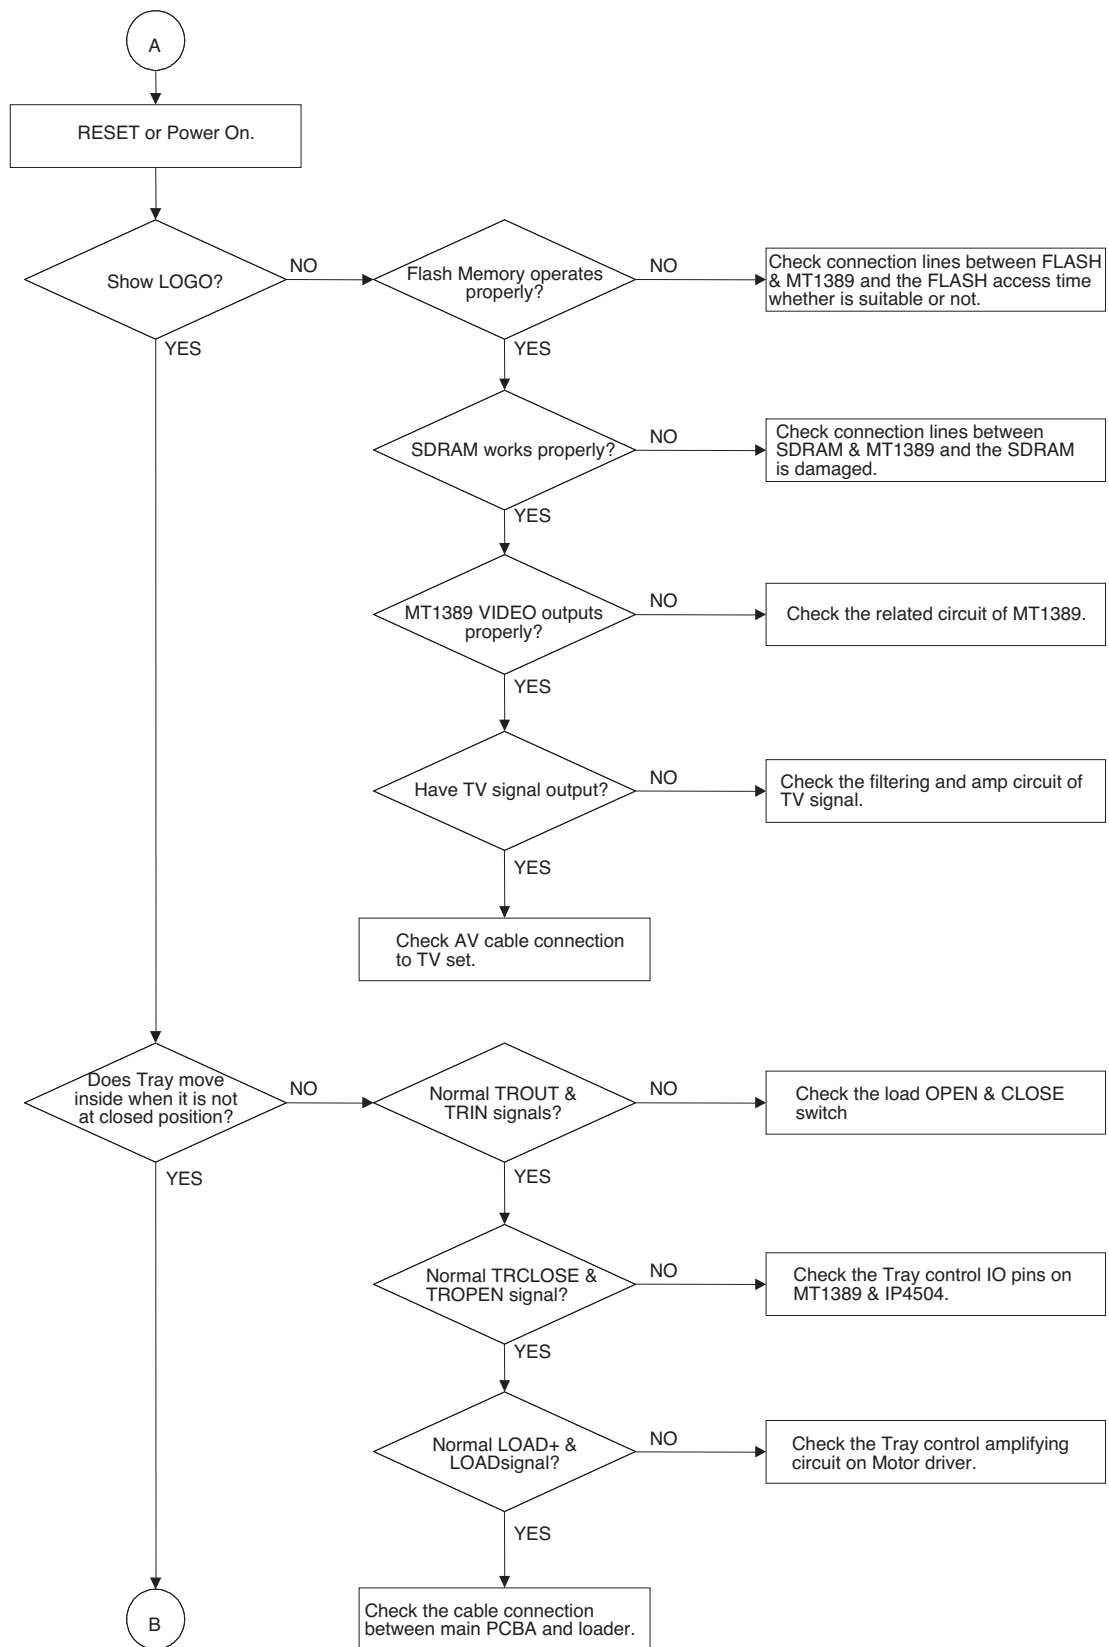 A
RESET or Power On.
Show LOGO?
NO
Flash Memory operates
properly?
NO
Check connection lines between FLASH
& MT1389 and the FLASH access time
whether is suitable or not.
YES
YES
SDRAM works properly?
NO
Check connection lines between
SDRAM & MT1389 and the SDRAM
is damaged.
YES
MT1389 VIDEO outputs
properly?
NO
Check the related circuit of MT1389.
YES
Have TV signal output?
NO
Check the filtering and amp circuit of
TV signal.
YES
Check AV cable connection
to TV set.
Does Tray move
inside when it is not
at closed position?
NO
Normal TROUT &
TRIN signals?
NO
Check the load OPEN & CLOSE
switch
YES
YES
Normal TRCLOSE &
TROPEN signal?
NO
Check the Tray control IO pins on
MT1389 & IP4504.
YES
Normal LOAD+ &
LOADsignal?
NO
Check the Tray control amplifying
circuit on Motor driver.
YES
Check the cable connection
between main PCBA and loader.
B